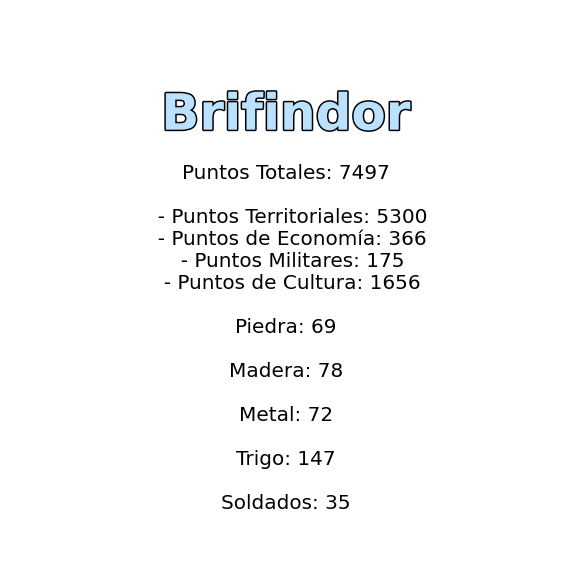 Brifindor
Puntos Totales: 7497
- Puntos Territoriales: 5300
- Puntos de Economía: 366
- Puntos Militares: 175
- Puntos de Cultura: 1656
Piedra: 69
Madera: 78
Metal: 72
Trigo: 147
Soldados: 35